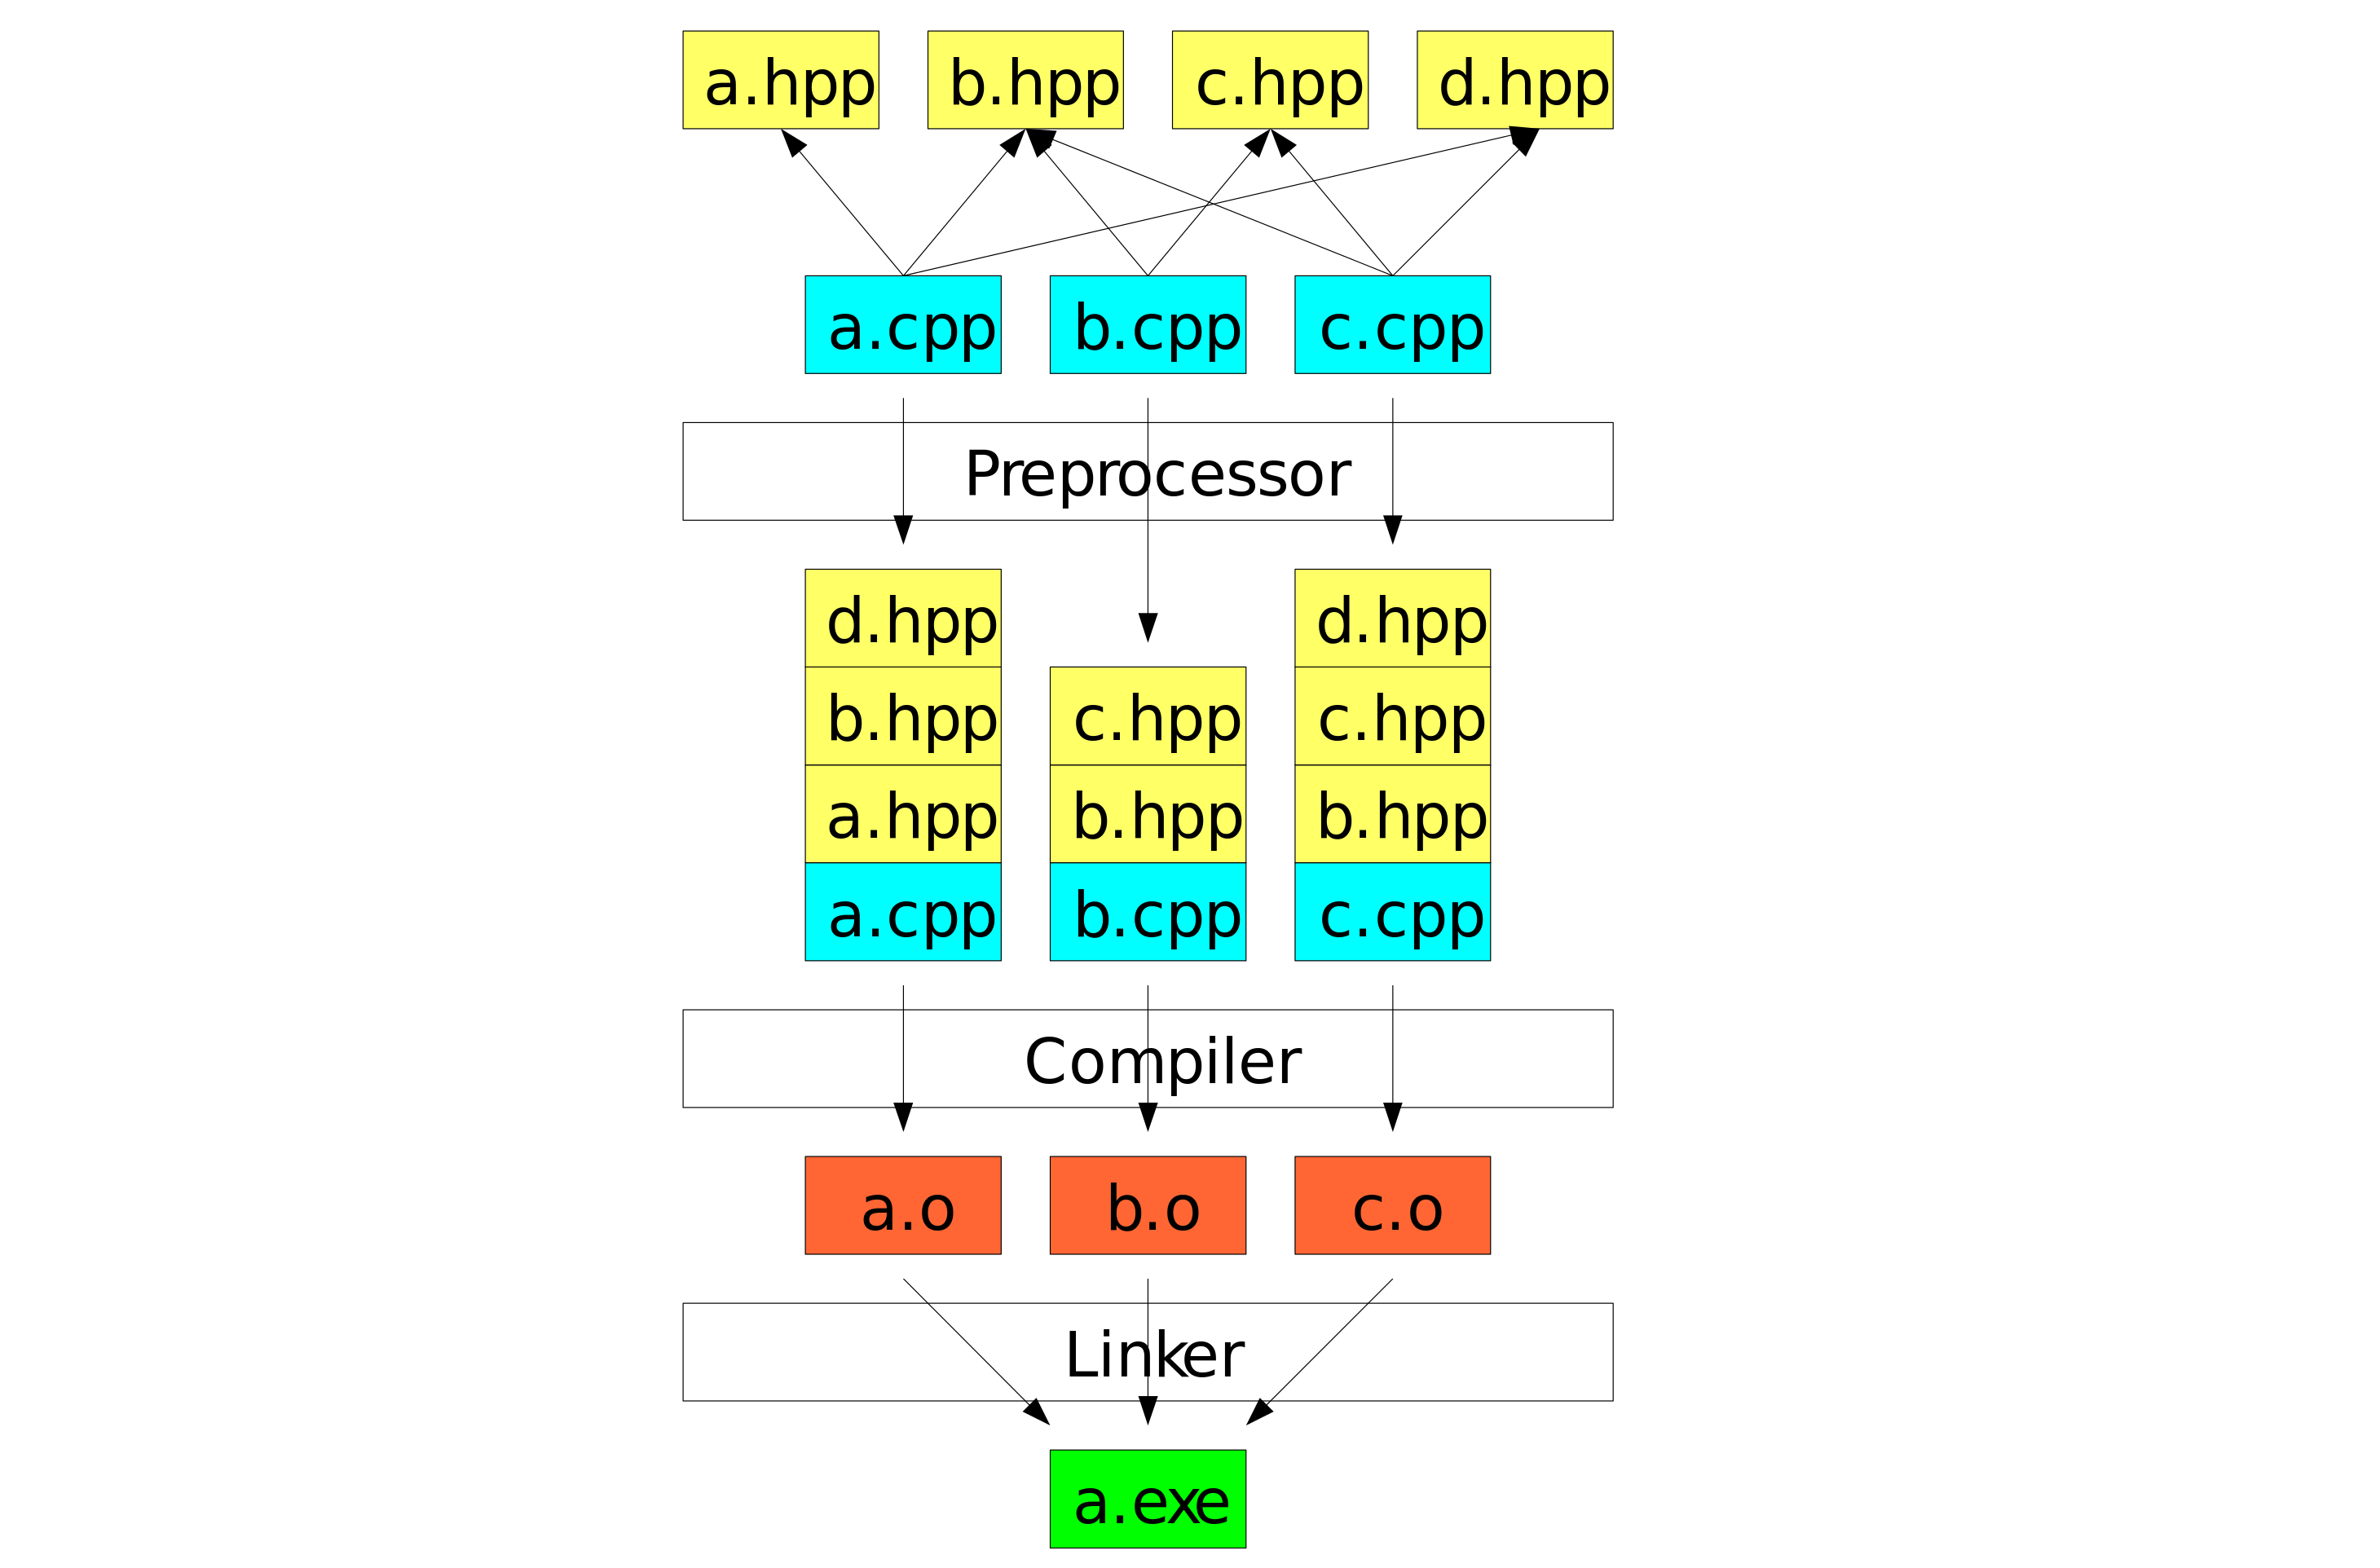 a.hpp b.hpp c.hpp d.hpp
a.cpp b.cpp c.cpp
Preprocessor
d.hpp d.hpp
b.hpp c.hpp c.hpp
a.hpp b.hpp b.hpp
a.cpp b.cpp c.cpp
Compiler
a.o b.o c.o
Linker
a.exe